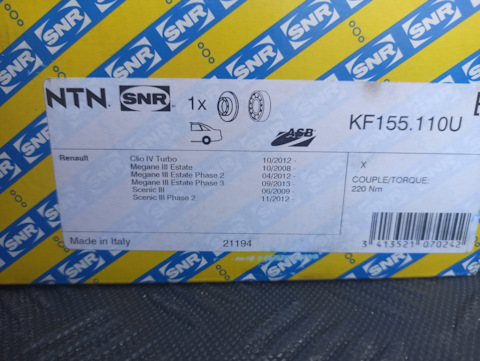 NTN. SNR 1x ASB KF155.110U
Renault Clio IV Turbo 10/2012 - X
Megane III Estate 10/2008 - COUPLE/TORQUE:
Megane III Estate Phase 2 04/2012 - 220 Nm
Megane III Estate Phase 3 09/2013 -
Scenic III 06/2009 -
Scenic III Phase 2 11/2012 -
Made in Italy 21194 3 413521 070242